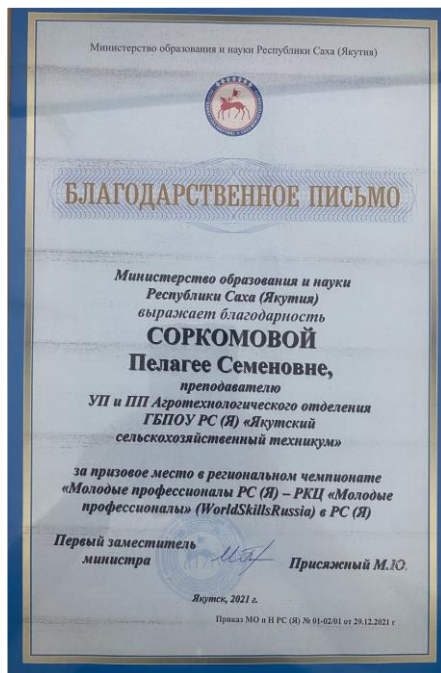 Министерство образования и науки Республики Саха (Якутия)
БЛАГОДАРСТВЕННОЕ ПИСЬМО
Министерство образования и науки
Республики Саха (Якутия)
выражает благодарность
СОРКОМОВОЙ
Пелагее Семеновне,
преподавателю
УП и ПП Агротехнологического отделения
ГБПОУ РС (Я) «Якутский
сельскохозяйственный техникум»
за призовое место в региональном чемпионате
«Молодые профессионалы РС (Я) – РКЦ «Молодые
профессионалы» (WorldSkillsRussia) в РС (Я)
Первый заместитель
министра
Присяжный М.Ю.
Якутск, 2021 г.
Приказ МО и Н РС (Я) № 01-02/01 от 29.12.2021 г